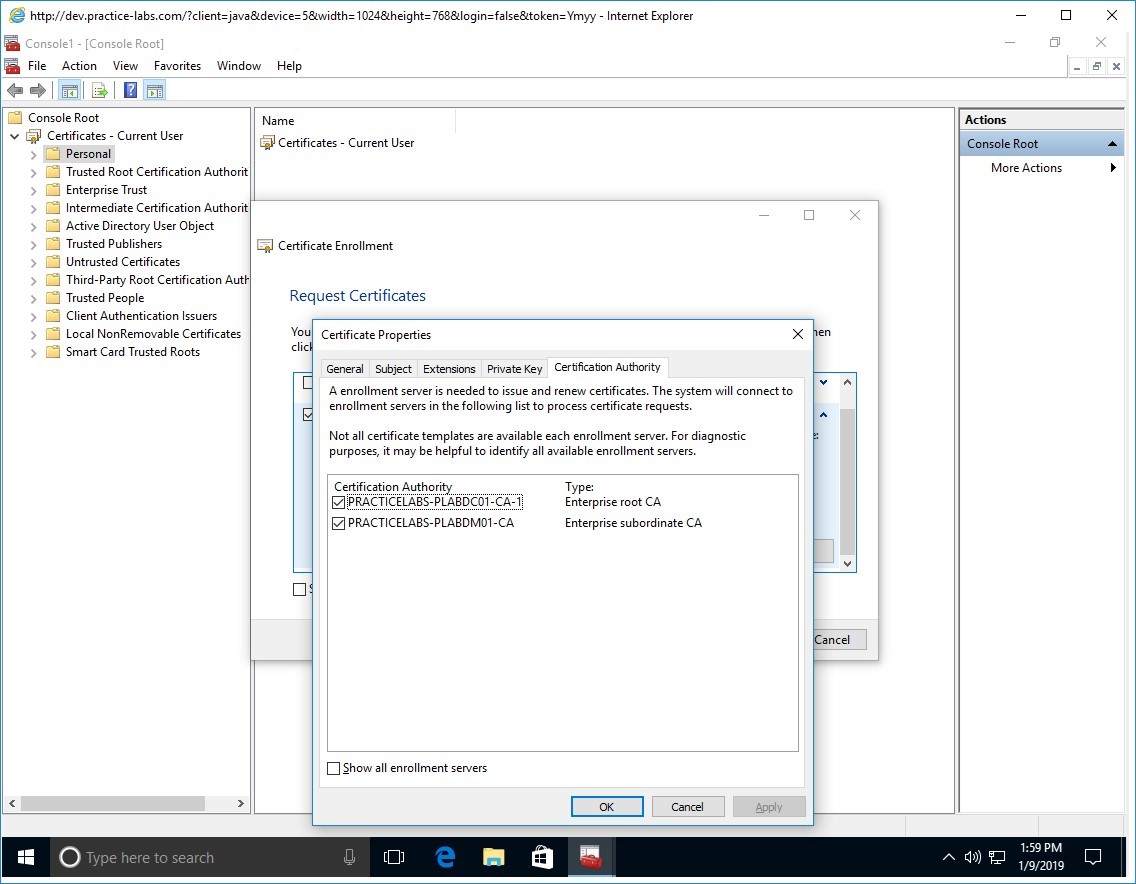 http://dev.practice-labs.com/?client=java&device=5&width=1024&height=768&login=false&token=Ymyy - Internet Explorer
Console1 - [Console Root]
File Action View Favorites Window Help
Console Root
Certificates - Current User
Personal
Trusted Root Certification Authorit
Enterprise Trust
Intermediate Certification Authorit
Active Directory User Object
Trusted Publishers
Untrusted Certificates
Third-Party Root Certification Auth
Trusted People
Client Authentication Issuers
Local NonRemovable Certificates
Smart Card Trusted Roots
Name
Certificates - Current User
Actions
Console Root
More Actions
Certificate Enrollment
Request Certificates
You
click
Certificate Properties
General Subject Extensions Private Key Certification Authority
A enrollment server is needed to issue and renew certificates. The system will connect to
enrollment servers in the following list to process certificate requests.
Not all certificate templates are available each enrollment server. For diagnostic
purposes, it may be helpful to identify all available enrollment servers.
Certification Authority Type:
PRACTICELABS-PLABDC01-CA-1 Enterprise root CA
PRACTICELABS-PLABDM01-CA Enterprise subordinate CA
Show all enrollment servers
OK Cancel Apply
Cancel
Type here to search
1:59 PM
1/9/2019